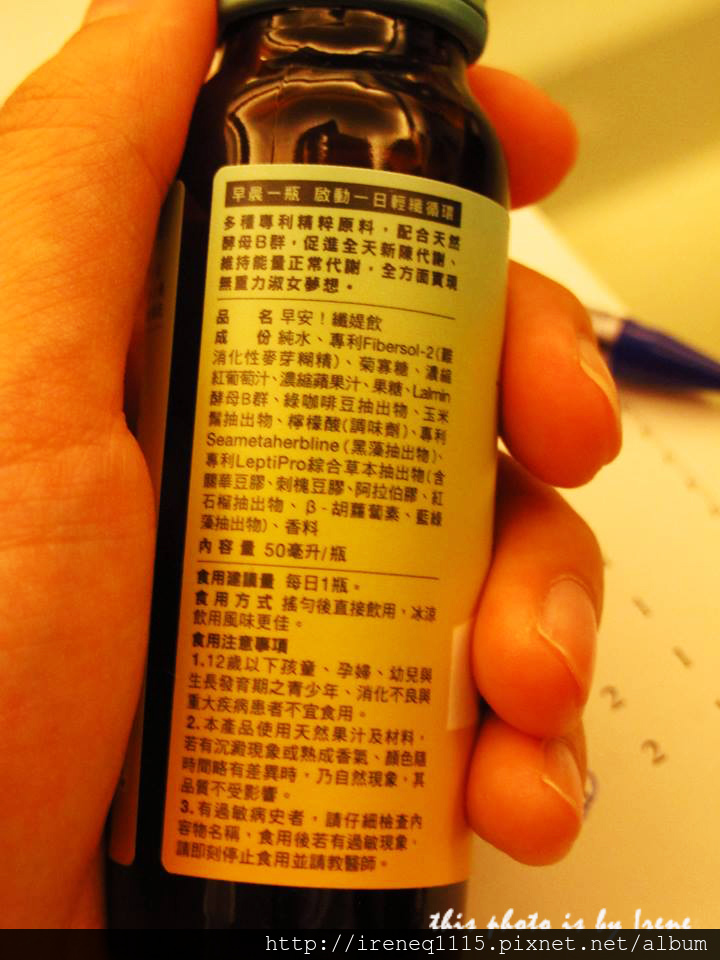 早晨一瓶 啟動一日輕纖循環
多種專利精粹原料，配合天然
酵母B群，促進全天新陳代謝、
維持能量正常代謝，全方面實現
無重力淑女夢想。
品 名 早安！纖媞飲
成 份 純水、專利Fibersol-2(難
消化性麥芽糊精)、菊寡糖、濃縮
紅葡萄汁、濃縮蘋果汁、果糖、Lalmin
酵母B群、綠咖啡豆抽出物、玉米
鬚抽出物、檸檬酸(調味劑)、專利
Seametaherbline(黑藻抽出物)、
專利LeptiPro綜合草本抽出物(含
關華豆膠、刺槐豆膠、阿拉伯膠、紅
石榴抽出物、β-胡蘿蔔素、藍綠
藻抽出物)、香料
內容量 50毫升/瓶
食用建議量 每日1瓶。
食用方式 搖勻後直接飲用，冰涼
飲用風味更佳。
食用注意事項
1.12歲以下孩童、孕婦、幼兒與
生長發育期之青少年、消化不良與
重大疾病患者不宜食用。
2.本產品使用天然果汁及材料，
若有沉澱現象或熟成香氣、顏色隨
時間略有差異時，乃自然現象，其
品質不受影響。
3.有過敏病史者，請仔細檢查內
容物名稱、食用後若有過敏現象，
請即刻停止食用並請教醫師。
this photo is by Irene
http://ireneq1115.pixnet.net/album